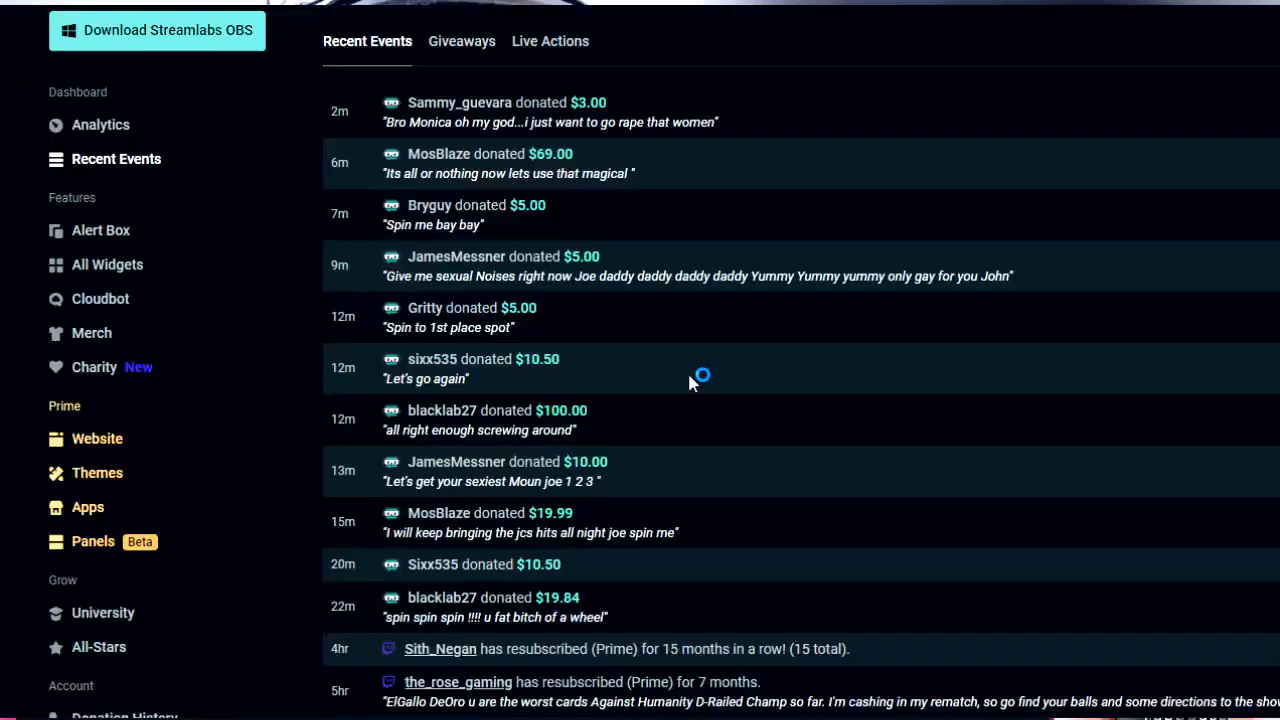 Download Streamlabs OBS
Dashboard
Analytics
Recent Events
Features
Alert Box
All Widgets
Cloudbot
Merch
Charity New
Prime
Website
Themes
Apps
Panels Beta
Grow
University
All-Stars
Account
Donation History
Recent Events Giveaways Live Actions
2m Sammy_guevara donated $3.00
"Bro Monica oh my god...i just want to go rape that women"
6m MosBlaze donated $69.00
"Its all or nothing now lets use that magical "
7m Bryguy donated $5.00
"Spin me bay bay"
9m JamesMessner donated $5.00
"Give me sexual Noises right now Joe daddy daddy daddy daddy Yummy Yummy yummy only gay for you John"
12m Gritty donated $5.00
"Spin to 1st place spot"
12m sixx535 donated $10.50
"Let's go again"
12m blacklab27 donated $100.00
"all right enough screwing around"
13m JamesMessner donated $10.00
"Let's get your sexiest Moun joe 1 2 3 "
15m MosBlaze donated $19.99
"I will keep bringing the jcs hits all night joe spin me"
20m Sixx535 donated $10.50
22m blacklab27 donated $19.84
"spin spin spin !!!! u fat bitch of a wheel"
4hr Sith_Negan has resubscribed (Prime) for 15 months in a row! (15 total).
5hr the_rose_gaming has resubscribed (Prime) for 7 months.
"ElGallo DeOro u are the worst cards Against Humanity D-Railed Champ so far. I'm cashing in my rematch, so go find your balls and some directions to the sho